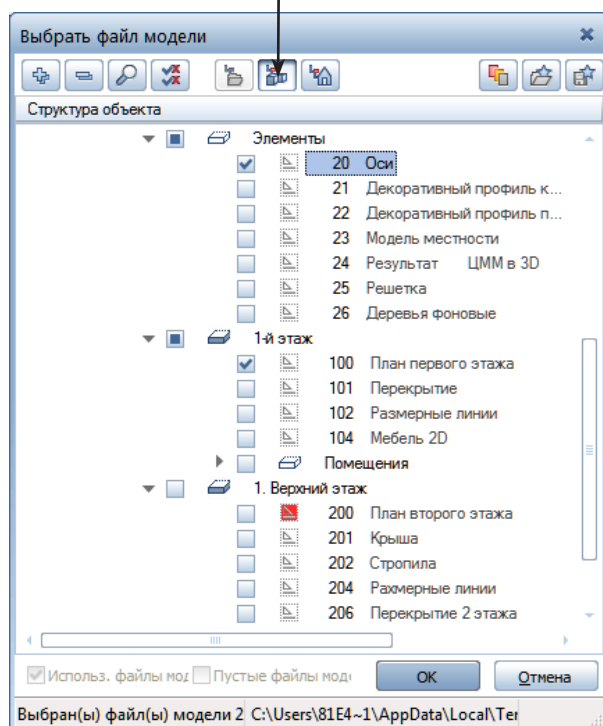 Выбрать файл модели
Структура объекта
Элементы
20 Оси
21 Декоративный профиль к...
22 Декоративный профиль п...
23 Модель местности
24 Результат ЦММ в 3D
25 Решетка
26 Деревья фоновые
1-й этаж
100 План первого этажа
101 Перекрытие
102 Размерные линии
104 Мебель 2D
Помещения
1. Верхний этаж
200 План второго этажа
201 Крыша
202 Стропила
204 Рахмерные линии
206 Перекрытие 2 этажа
Использ. файлы мод Пустые файлы моде OK Отмена
Выбран(ы) файл(ы) модели 2 C:\Users\81E4~1\AppData\Local\Ter